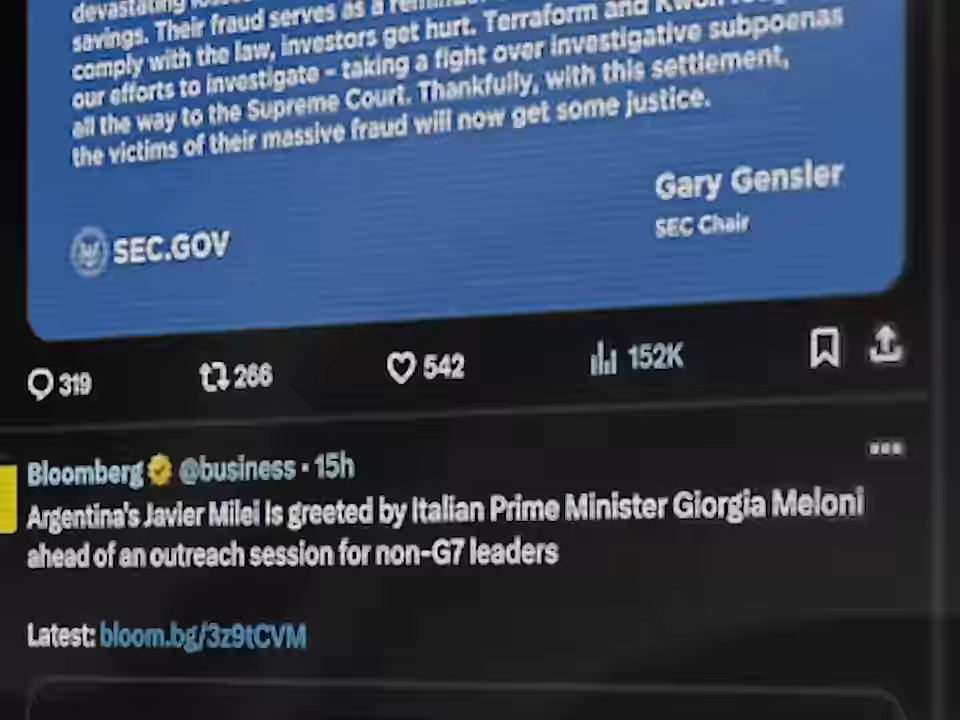 devastating
savings. Their fraud serves as a
comply with the law, investors get hurt. Terraform and Kwon
our efforts to investigate – taking a fight over investigative subpoenas
all the way to the Supreme Court. Thankfully, with this settlement,
the victims of their massive fraud will now get some justice.
Gary Gensler
SEC Chair
SEC.GOV
319 266 542 152K
Bloomberg @business · 15h
Argentina's Javier Milei is greeted by Italian Prime Minister Giorgia Meloni
ahead of an outreach session for non-G7 leaders
Latest: bloom.bg/3z9tCVM